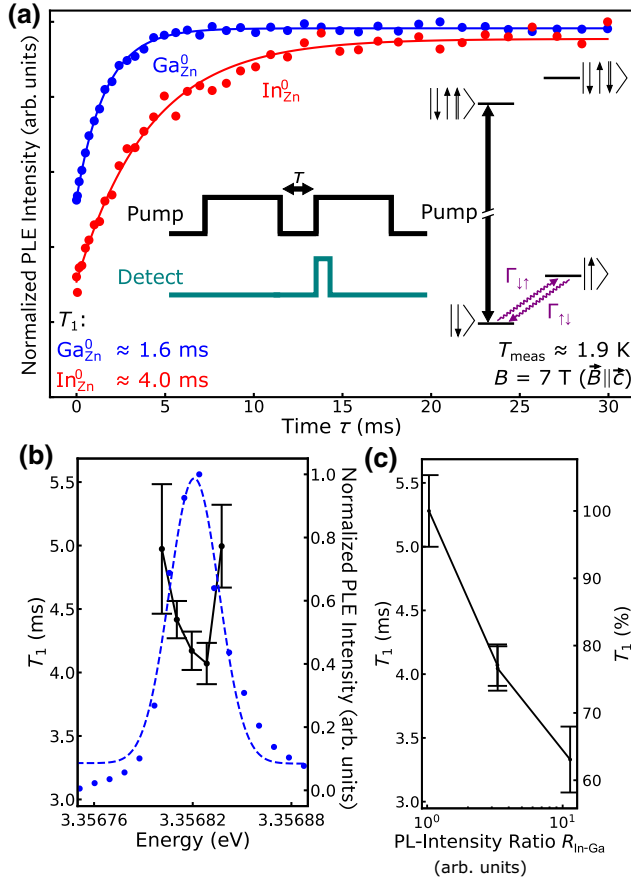 (a)
Normalized PLE Intensity (arb. units)
Ga⁰Zn
In⁰Zn
τ
Pump
Detect
Pump
|↓↑⇓⟩
|↓↑⇑⟩
Γ↓↑
Γ↑↓
|↑⟩
|↓⟩
T₁:
Ga⁰Zn ≈ 1.6 ms
In⁰Zn ≈ 4.0 ms
Tmeas ≈ 1.9 K
B = 7 T (B⃗||c⃗)
0 5 10 15 20 25 30
Time τ (ms)
(b)
T₁ (ms)
5.5
5.0
4.5
4.0
3.5
3.0
1.0
0.8
0.6
0.4
0.2
0.0
Normalized PLE
Intensity (arb. units)
3.35676 3.35682 3.35688
Energy (eV)
(c)
T₁ (ms)
5.5
5.0
4.5
4.0
3.5
3.0
100
90
80
70
60
T₁ (%)
10⁰ 10¹
PL-Intensity Ratio RIn-Ga
(arb. units)